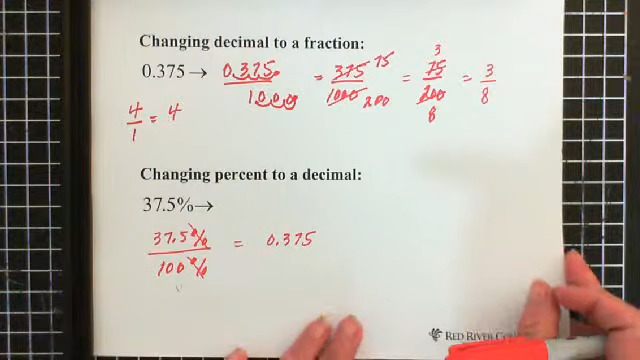 Changing decimal to a fraction:
0.375→ 0.375/1000 = 375/1000 75/200 = 75/200 3/8 = 3/8
4/1 = 4
Changing percent to a decimal:
37.5%→
37.5%/100% = 0.375
RED RIVER